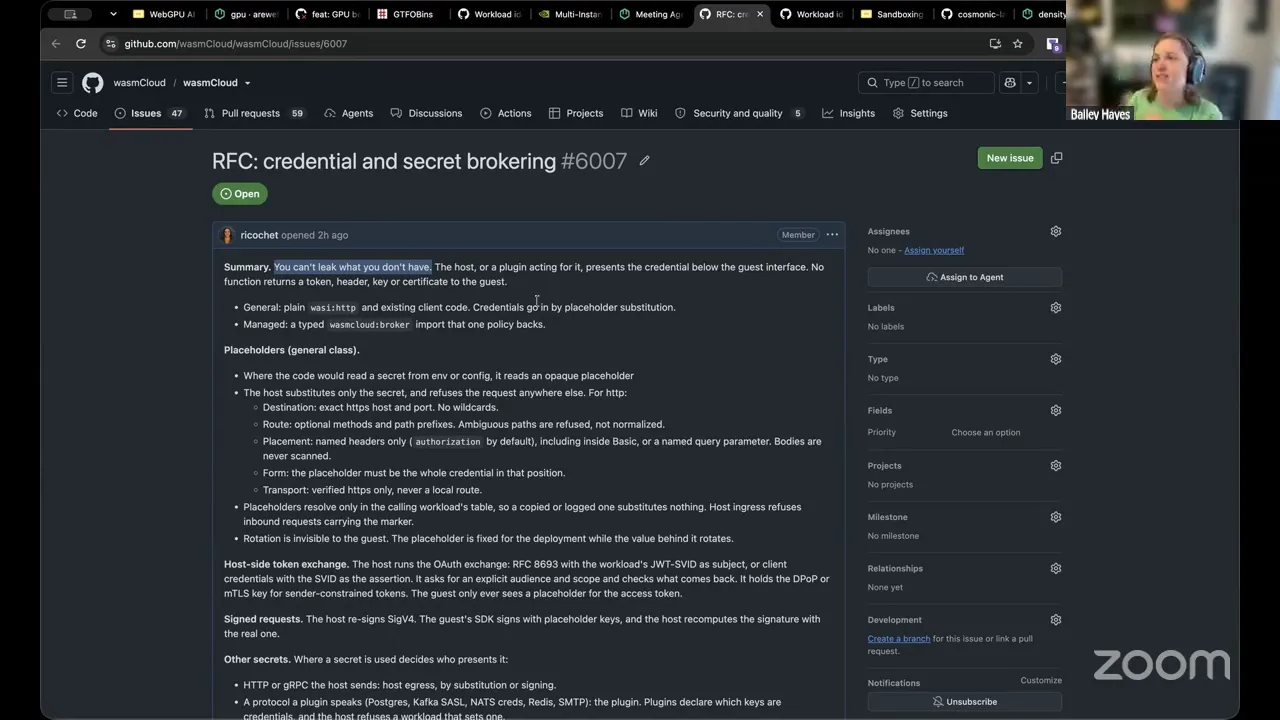 WebGPU AI
gpu · arewe
feat: GPU b
GTFOBins
Workload id
Multi-Instan
Meeting Age
RFC: cre
Workload id
Sandboxing
cosmonic-la
density
github.com/wasmCloud/wasmCloud/issues/6007
9
wasmCloud / wasmCloud
Type / to search
Bailey Hayes
Code
Issues 47
Pull requests 59
Agents
Discussions
Actions
Projects
Wiki
Security and quality 5
Insights
Settings
RFC: credential and secret brokering #6007
New issue
Open
ricochet opened 2h ago
Member
Summary. You can't leak what you don't have. The host, or a plugin acting for it, presents the credential below the guest interface. No
function returns a token, header, key or certificate to the guest.
• General: plain wasi:http and existing client code. Credentials go in by placeholder substitution.
• Managed: a typed wasmcloud:broker import that one policy backs.
Placeholders (general class).
• Where the code would read a secret from env or config, it reads an opaque placeholder
• The host substitutes only the secret, and refuses the request anywhere else. For http:
◦ Destination: exact https host and port. No wildcards.
◦ Route: optional methods and path prefixes. Ambiguous paths are refused, not normalized.
◦ Placement: named headers only ( authorization by default), including inside Basic, or a named query parameter. Bodies are
never scanned.
◦ Form: the placeholder must be the whole credential in that position.
◦ Transport: verified https only, never a local route.
• Placeholders resolve only in the calling workload's table, so a copied or logged one substitutes nothing. Host ingress refuses
inbound requests carrying the marker.
• Rotation is invisible to the guest. The placeholder is fixed for the deployment while the value behind it rotates.
Host-side token exchange. The host runs the OAuth exchange: RFC 8693 with the workload's JWT-SVID as subject, or client
credentials with the SVID as the assertion. It asks for an explicit audience and scope and checks what comes back. It holds the DPoP or
mTLS key for sender-constrained tokens. The guest only ever sees a placeholder for the access token.
Signed requests. The host re-signs SigV4. The guest's SDK signs with placeholder keys, and the host recomputes the signature with
the real one.
Other secrets. Where a secret is used decides who presents it:
• HTTP or gRPC the host sends: host egress, by substitution or signing.
• A protocol a plugin speaks (Postgres, Kafka SASL, NATS creds, Redis, SMTP): the plugin. Plugins declare which keys are
credentials, and the host refuses a workload that sets one.
Assignees
No one - Assign yourself
Assign to Agent
Labels
No labels
Type
No type
Fields
Priority
Choose an option
Projects
No projects
Milestone
No milestone
Relationships
None yet
Development
Create a branch for this issue or link a pull
request.
Notifications
Customize
Unsubscribe
zoom